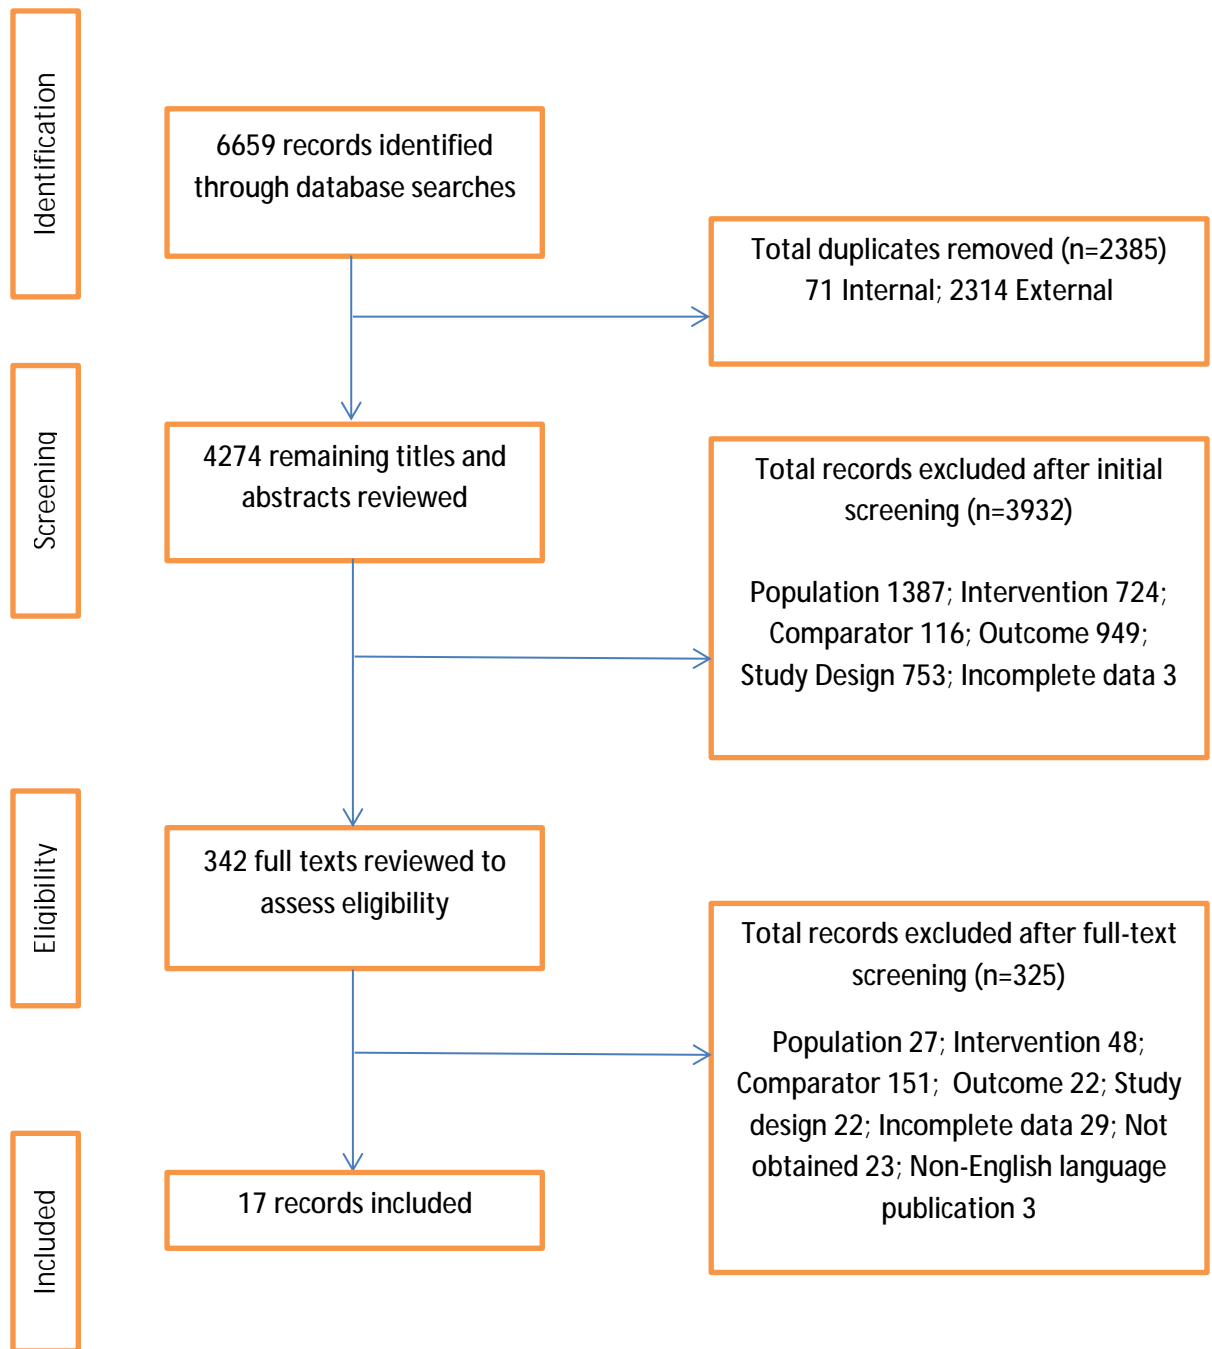 Identification
6659 records identified
through database searches
Total duplicates removed (n=2385)
71 Internal; 2314 External
Screening
4274 remaining titles and
abstracts reviewed
Total records excluded after initial
screening (n=3932)
Population 1387; Intervention 724;
Comparator 116; Outcome 949;
Study Design 753; Incomplete data 3
Eligibility
342 full texts reviewed to
assess eligibility
Total records excluded after full-text
screening (n=325)
Population 27; Intervention 48;
Comparator 151; Outcome 22; Study
design 22; Incomplete data 29; Not
obtained 23; Non-English language
publication 3
Included
17 records included